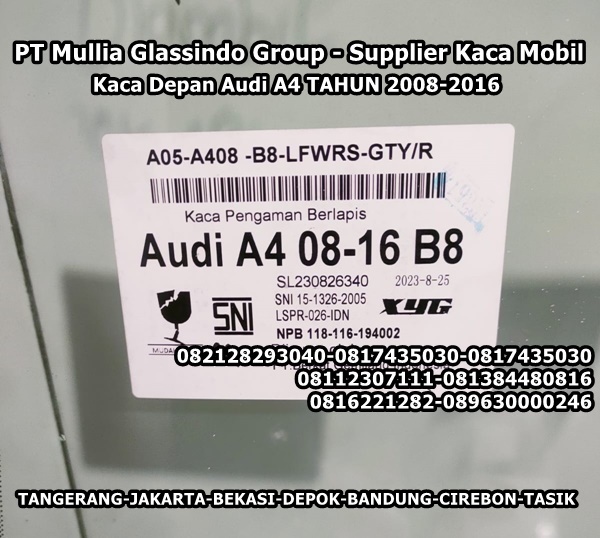 PT Mullia Glassindo Group - Supplier Kaca Mobil
Kaca Depan Audi A4 TAHUN 2008-2016
A05-A408 -B8-LFWRS-GTY/R
Kaca Pengaman Berlapis
Audi A4 08-16 B8
SL230826340 2023-8-25
SNI 15-1326-2005
LSPR-026-IDN
SNI
XYG
NPB 118-116-194002
082128293040-0817435030-0817435030
08112307111-081384480816
0816221282-089630000246
TANGERANG-JAKARTA-BEKASI-DEPOK-BANDUNG-CIREBON-TASIK